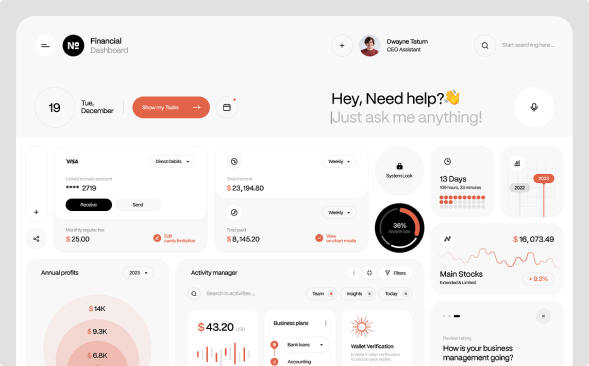 Nº
Financial
Dashboard
+
Dwayne Tatum
CEO Assistant
Search starting here...
19
Tue,
December
Show my Tasks
Hey, Need help?👋
Just ask me anything!
VISA
Direct Debits
Linked to main account
**** 2719
Receive
Send
Monthly regular fee
$ 25.00
Edit
cards limitation
+
Weekly
Total income
$ 23,194.80
Weekly
Total paid
$ 8,145.20
View
on chart mode
System Lock
36%
Growth rate
13 Days
109 hours, 23 minutes
2023
2022
$ 16,073.49
Main Stocks
Extended & Limited
+ 9.3%
Annual profits
2023
$ 14K
$ 9.3K
$ 6.8K
Activity manager
Filters
Search in activities...
Team
Insights
Today
$ 43.20 USD
Business plans
Bank loans
Accounting
Wallet Verification
Enable 2-step verification
to secure your wallet.
Review rating
How is your business
management going?